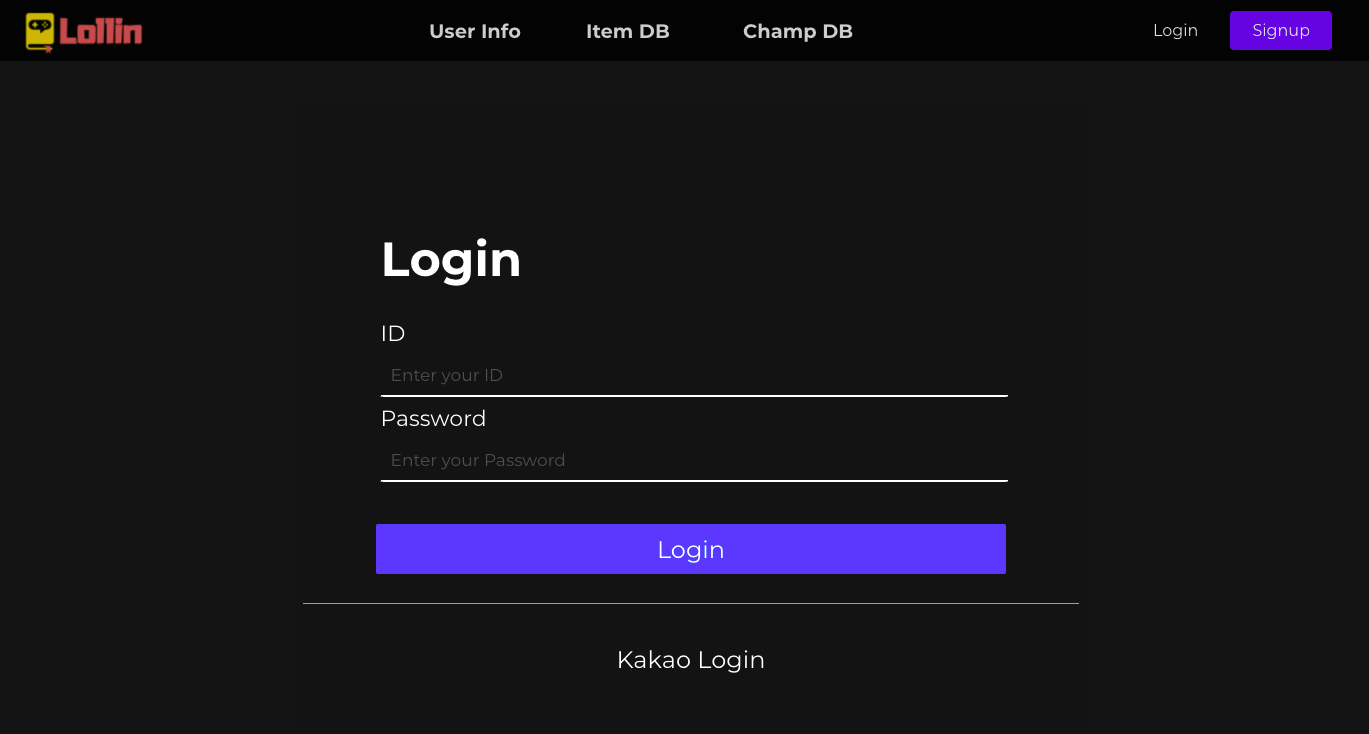 Lollin
User Info Item DB Champ DB Login Signup
Login
ID
Enter your ID
Password
Enter your Password
Login
Kakao Login